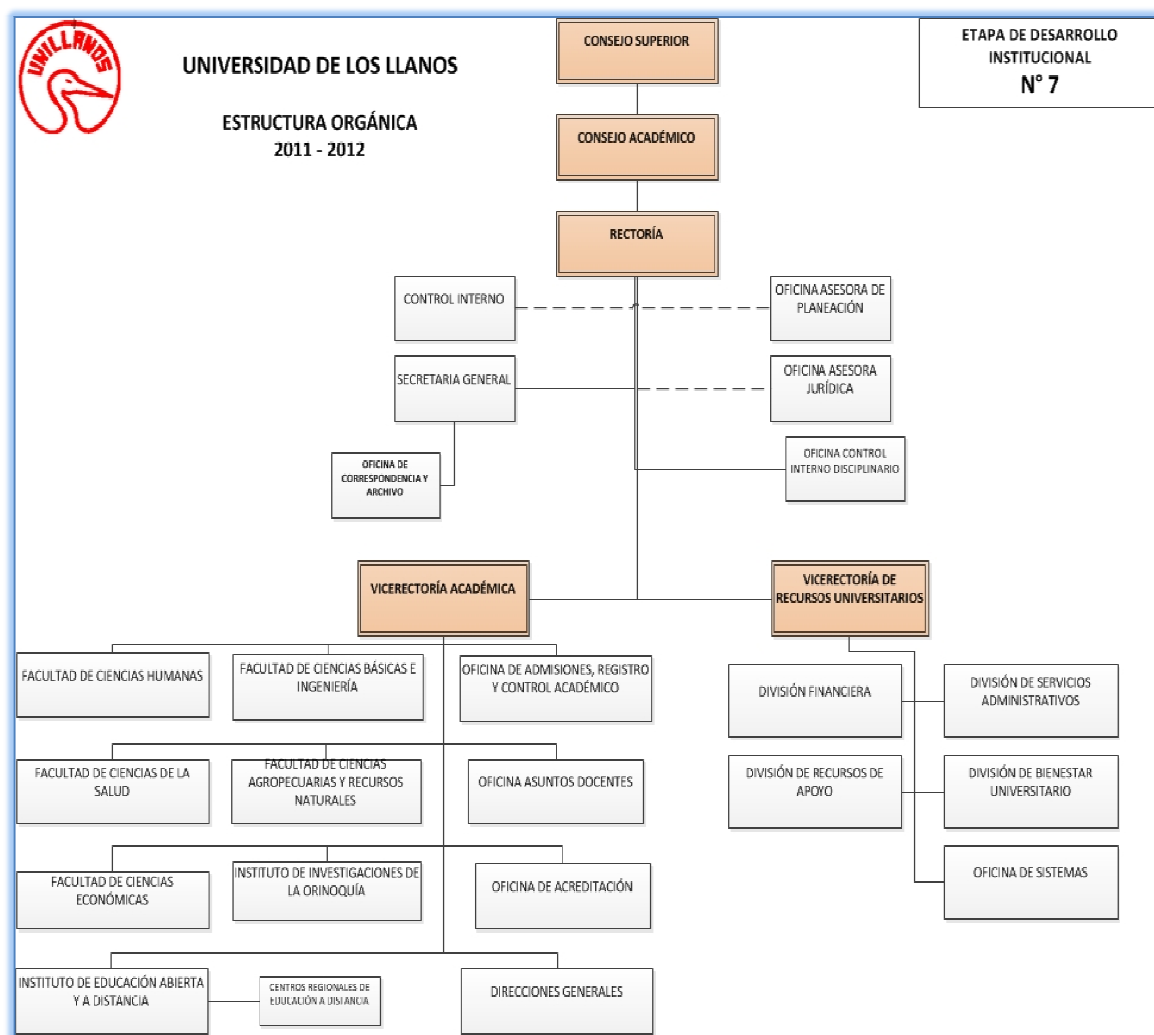 UNILLANOS
UNIVERSIDAD DE LOS LLANOS
ESTRUCTURA ORGÁNICA
2011 - 2012
ETAPA DE DESARROLLO
INSTITUCIONAL
N° 7
CONSEJO SUPERIOR
CONSEJO ACADÉMICO
RECTORÍA
CONTROL INTERNO
OFICINA ASESORA DE
PLANEACIÓN
SECRETARIA GENERAL
OFICINA ASESORA
JURÍDICA
OFICINA DE
CORRESPONDENCIA Y
ARCHIVO
OFICINA CONTROL
INTERNO DISCIPLINARIO
VICERECTORÍA ACADÉMICA
VICERECTORÍA DE
RECURSOS UNIVERSITARIOS
FACULTAD DE CIENCIAS HUMANAS
FACULTAD DE CIENCIAS BÁSICAS E
INGENIERÍA
OFICINA DE ADMISIONES, REGISTRO
Y CONTROL ACADÉMICO
DIVISIÓN FINANCIERA
DIVISIÓN DE SERVICIOS
ADMINISTRATIVOS
FACULTAD DE CIENCIAS DE LA
SALUD
FACULTAD DE CIENCIAS
AGROPECUARIAS Y RECURSOS
NATURALES
OFICINA ASUNTOS DOCENTES
DIVISIÓN DE RECURSOS DE
APOYO
DIVISIÓN DE BIENESTAR
UNIVERSITARIO
FACULTAD DE CIENCIAS
ECONÓMICAS
INSTITUTO DE INVESTIGACIONES DE
LA ORINOQUÍA
OFICINA DE ACREDITACIÓN
OFICINA DE SISTEMAS
INSTITUTO DE EDUCACIÓN ABIERTA
Y A DISTANCIA
CENTROS REGIONALES DE
EDUCACIÓN A DISTANCIA
DIRECCIONES GENERALES